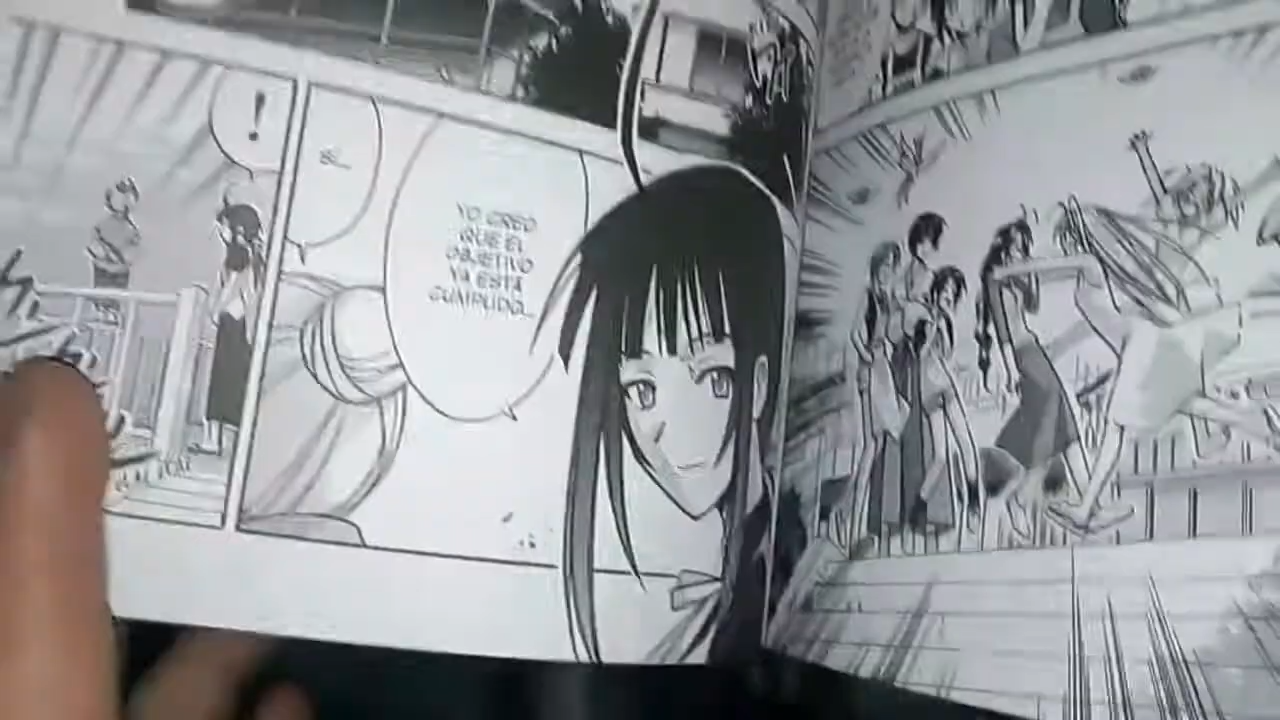 !
YO CREO
QUE EL
OBJETIVO
YA ESTÁ
CUMPLIDO...